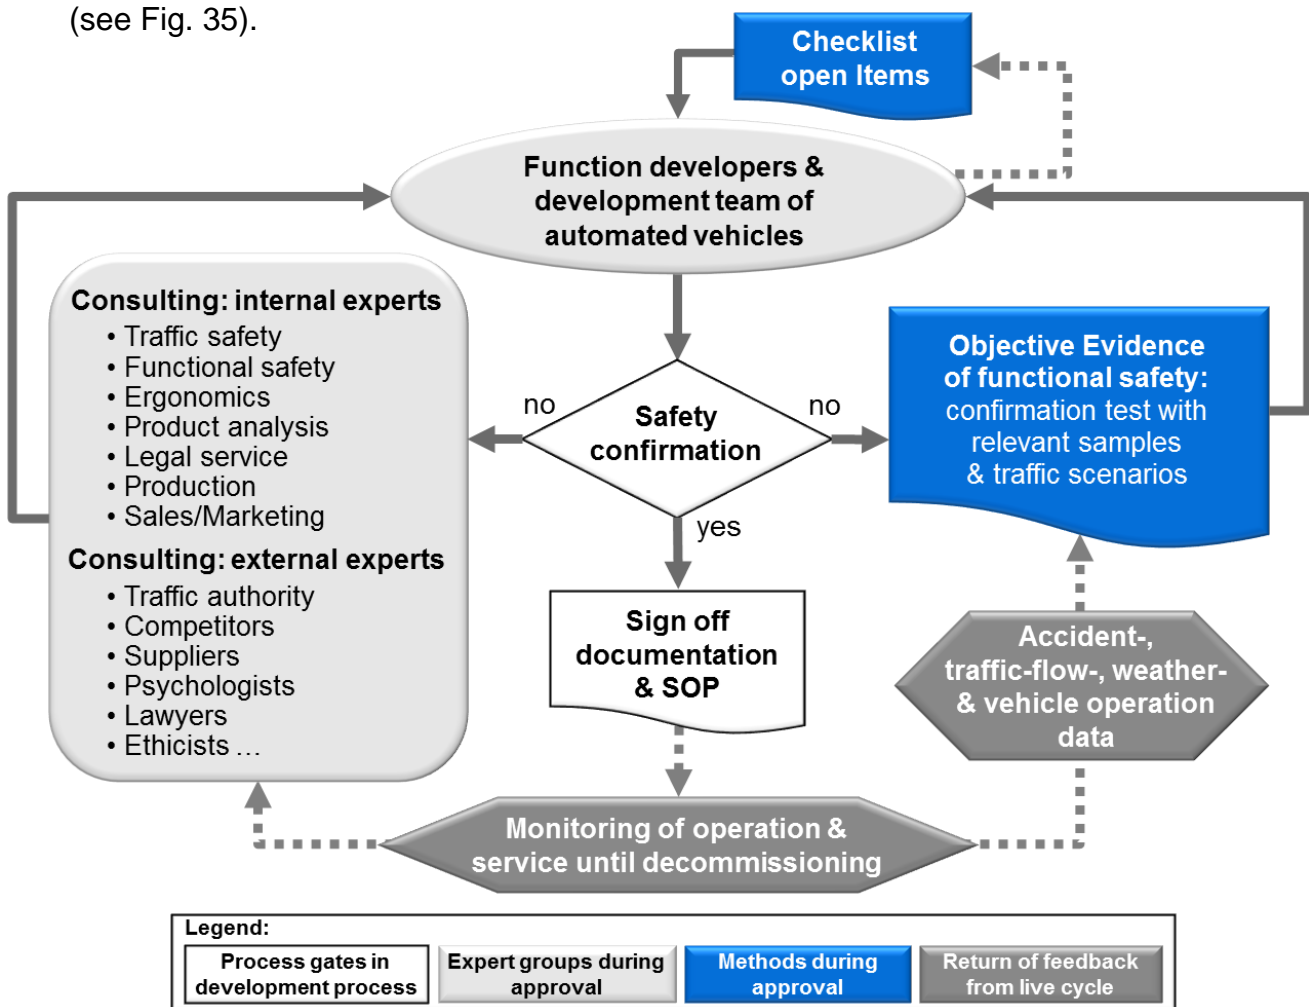 (see Fig. 35).
Checklist
open Items
Function developers &
development team of
automated vehicles
Consulting: internal experts
• Traffic safety
• Functional safety
• Ergonomics
• Product analysis
• Legal service
• Production
• Sales/Marketing
Consulting: external experts
• Traffic authority
• Competitors
• Suppliers
• Psychologists
• Lawyers
• Ethicists ...
no
Safety
confirmation
no
yes
Objective Evidence
of functional safety:
confirmation test with
relevant samples
& traffic scenarios
Sign off
documentation
& SOP
Accident-,
traffic-flow-, weather-
& vehicle operation
data
Monitoring of operation &
service until decommissioning
Legend:
Process gates in
development process
Expert groups during
approval
Methods during
approval
Return of feedback
from live cycle